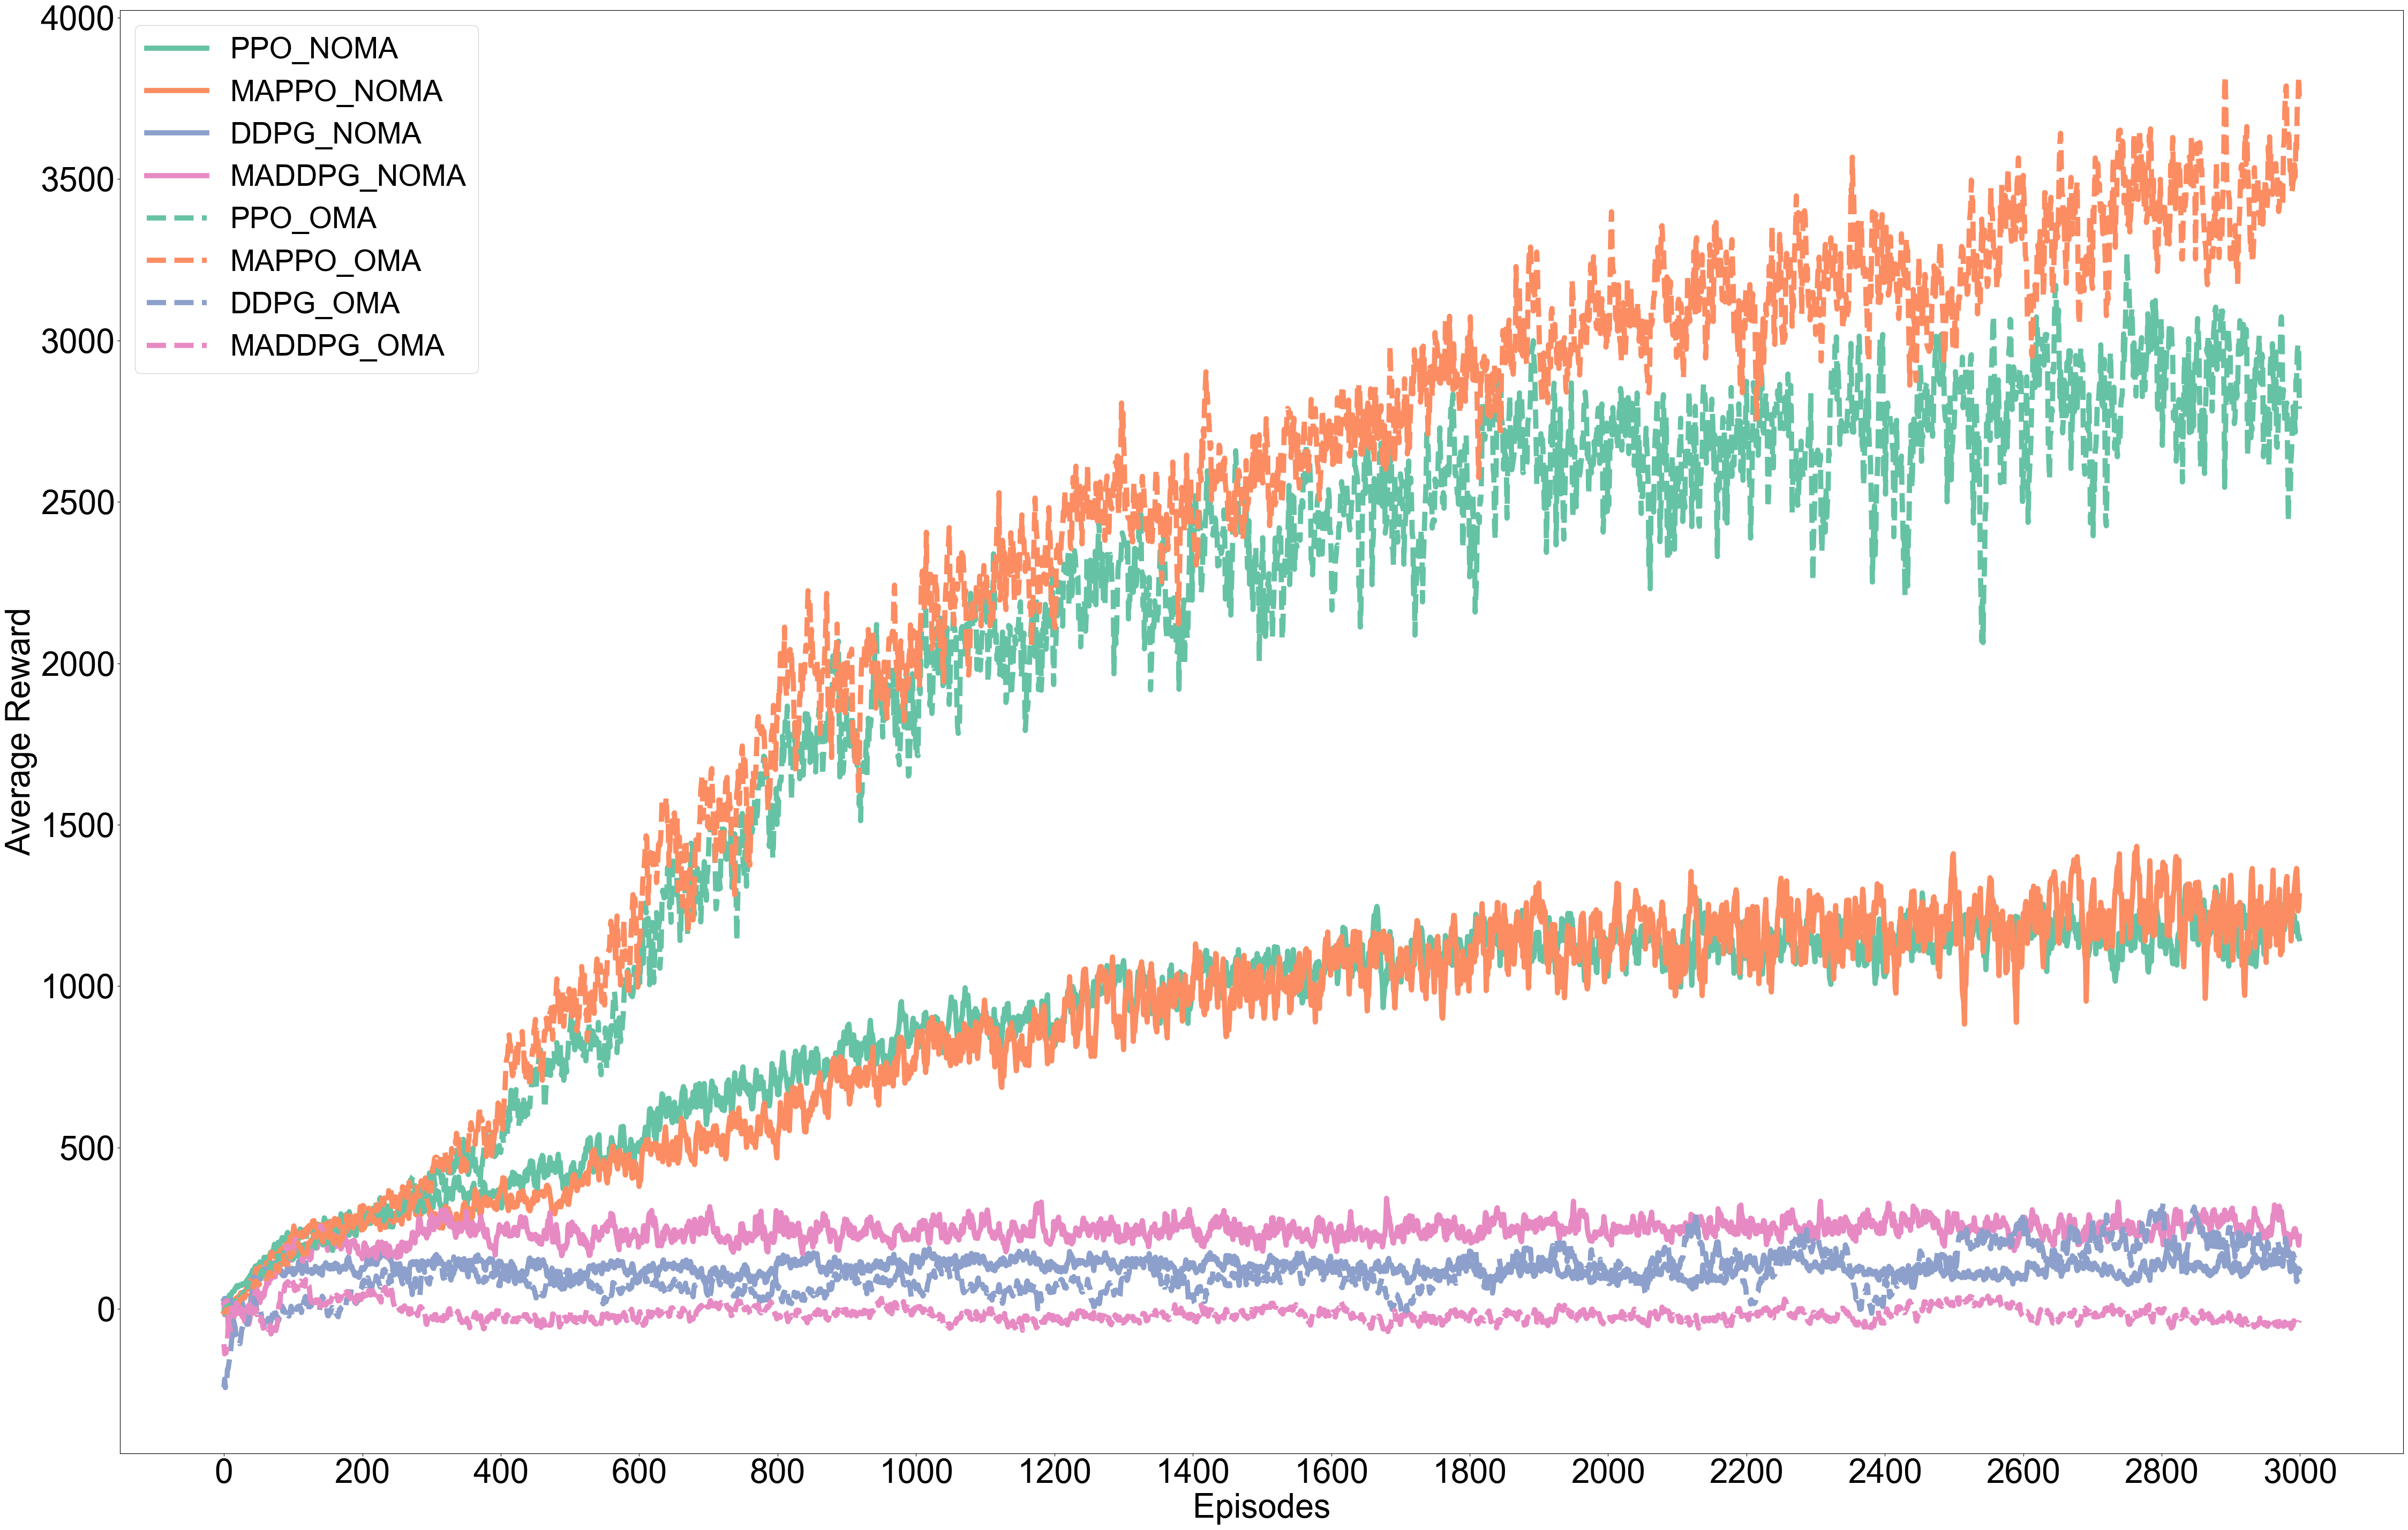 4000
3500
3000
2500
2000
1500
1000
500
0
Average Reward
PPO_NOMA
MAPPO_NOMA
DDPG_NOMA
MADDPG_NOMA
PPO_OMA
MAPPO_OMA
DDPG_OMA
MADDPG_OMA
0 200 400 600 800 1000 1200 1400 1600 1800 2000 2200 2400 2600 2800 3000
Episodes